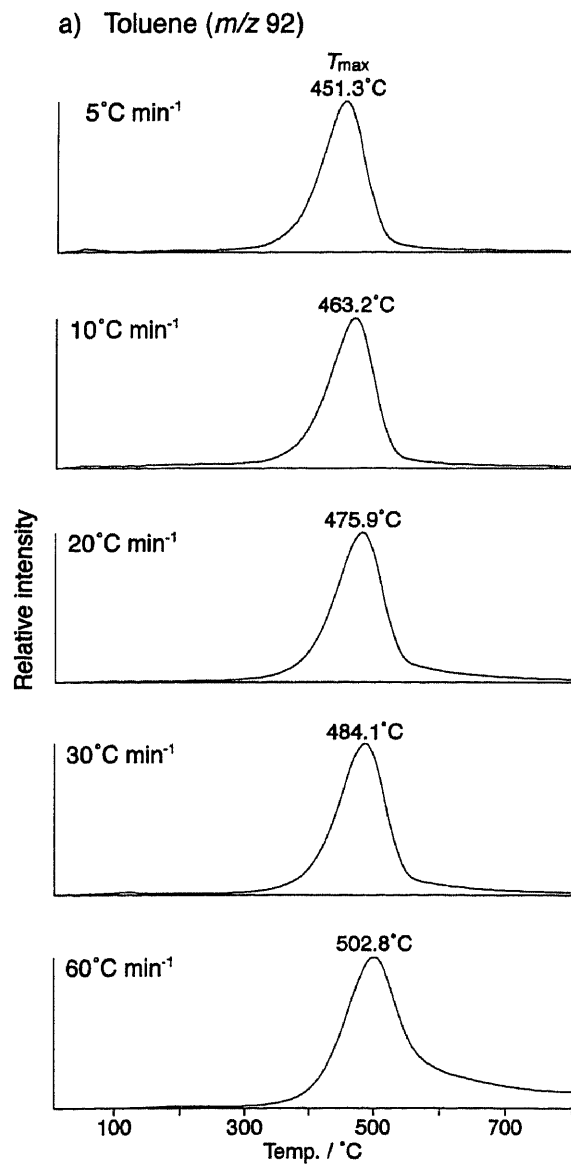 a) Toluene (m/z 92)
Tmax
451.3°C
5°C min⁻¹
463.2°C
10°C min⁻¹
475.9°C
20°C min⁻¹
Relative intensity
484.1°C
30°C min⁻¹
502.8°C
60°C min⁻¹
100 300 500 700
Temp. / °C